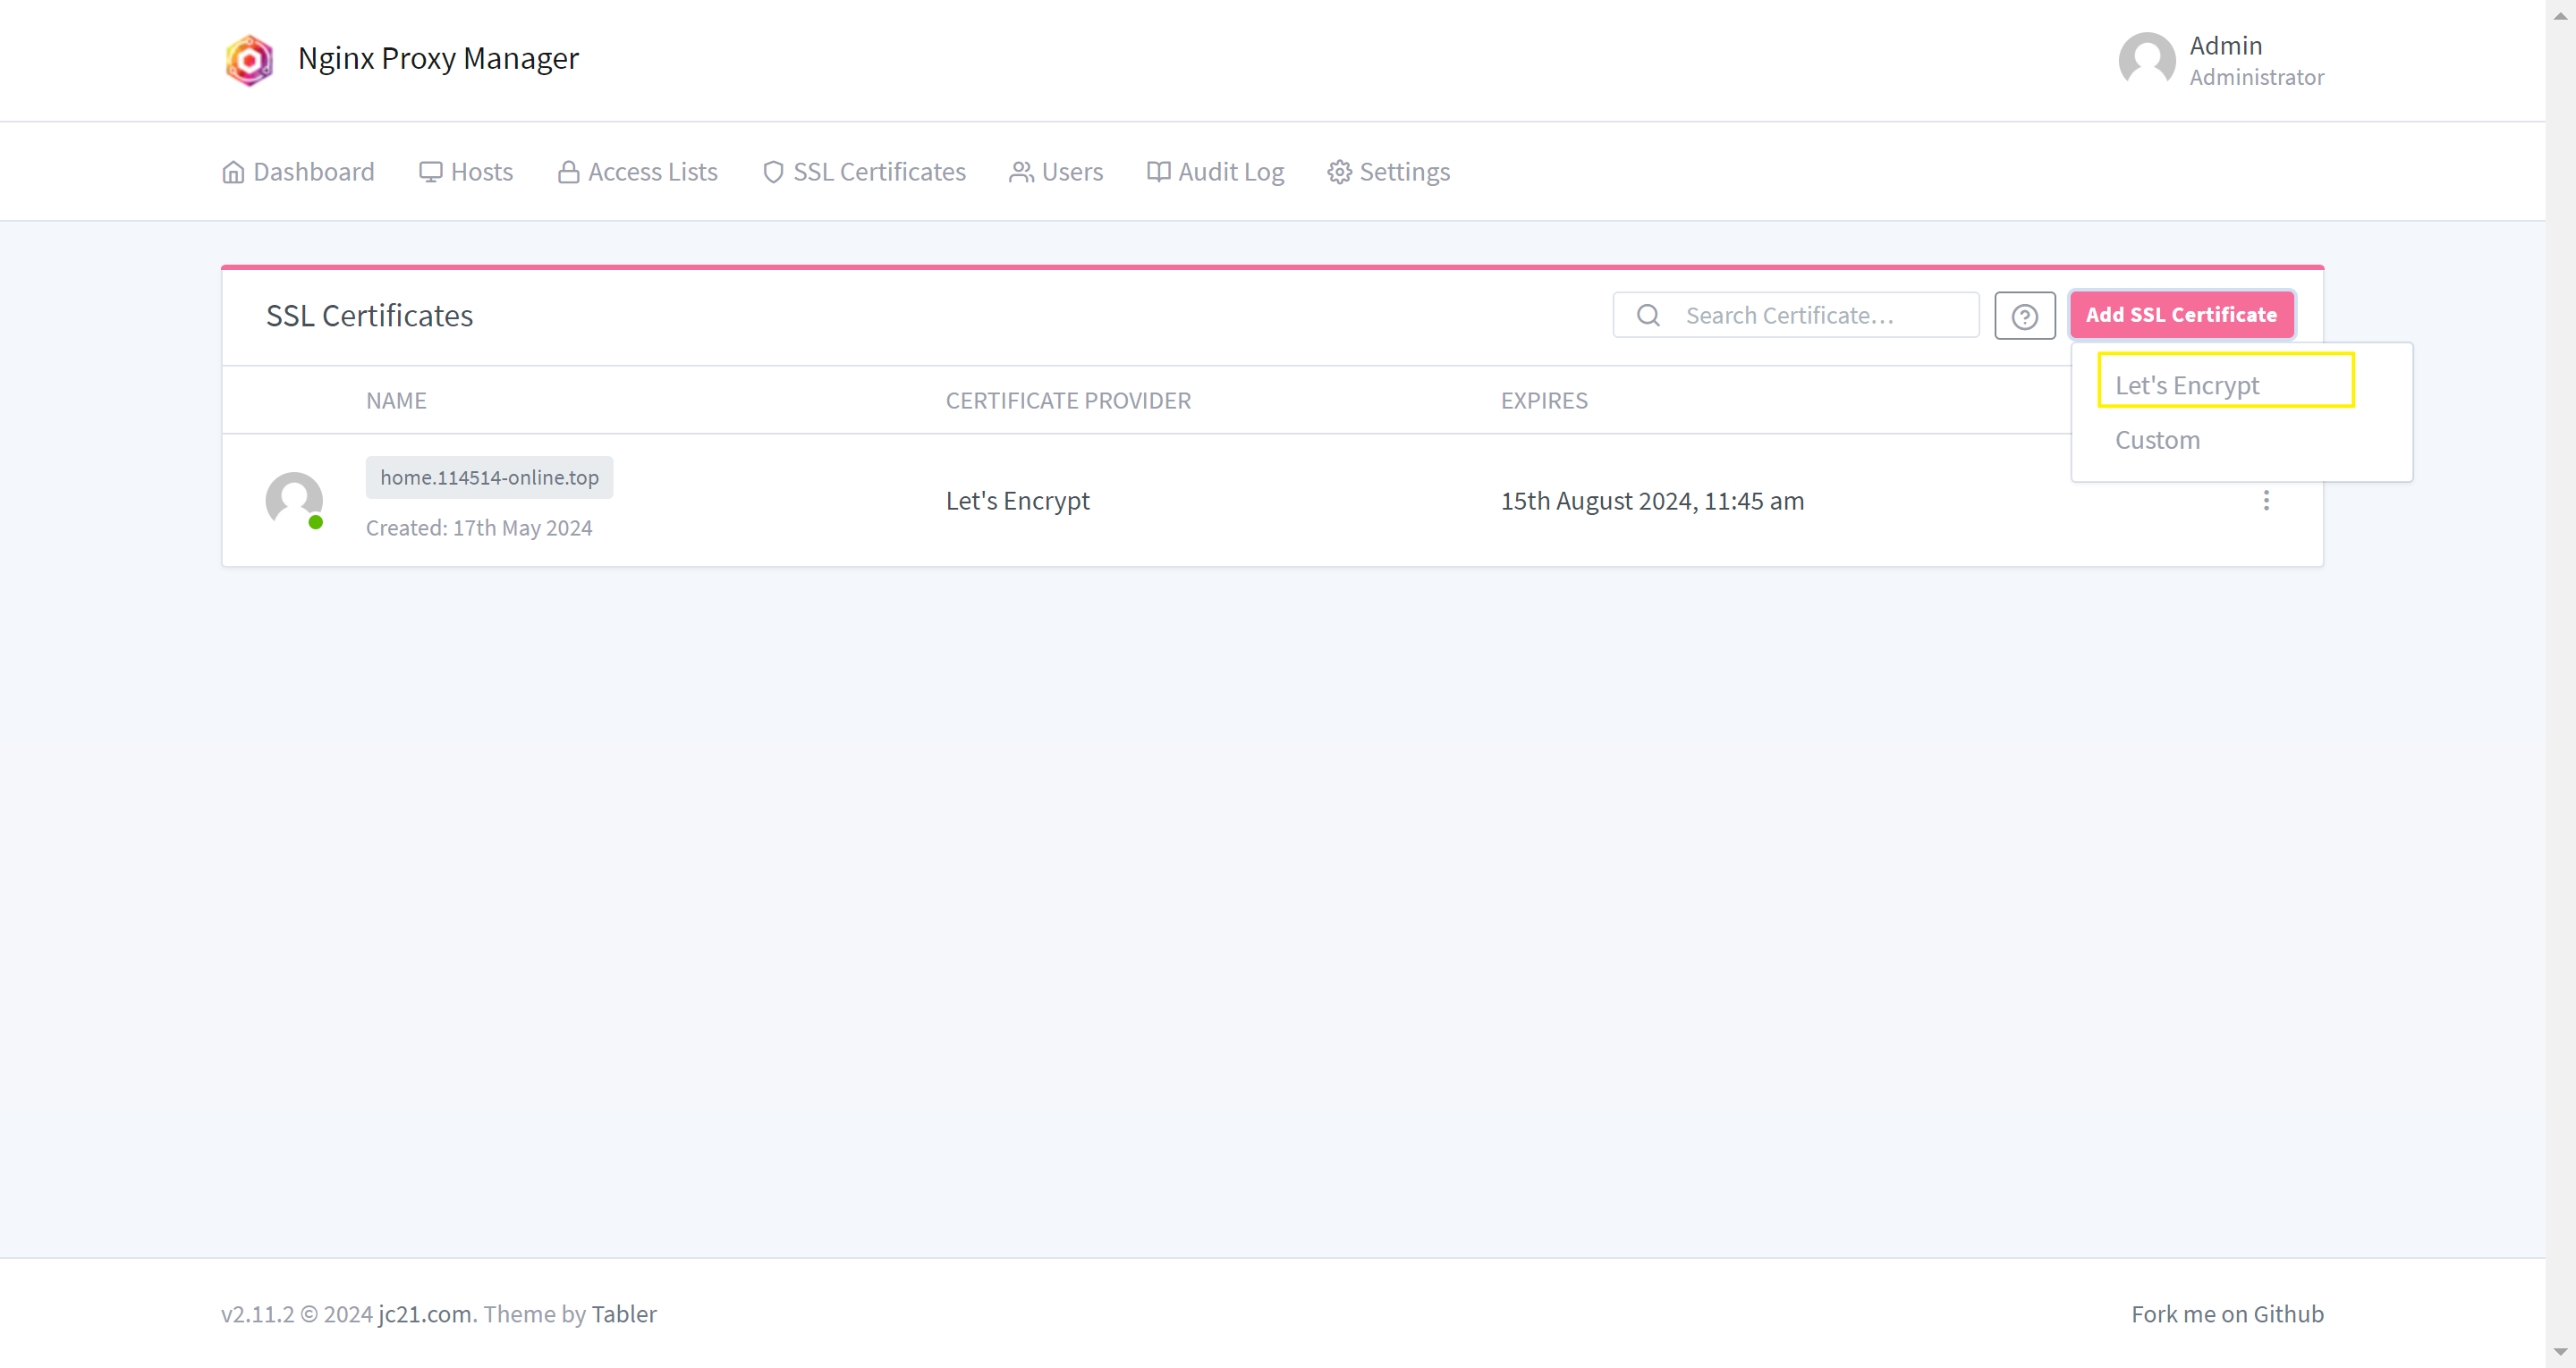 Nginx Proxy Manager
Admin
Administrator
Dashboard Hosts Access Lists SSL Certificates Users Audit Log Settings
SSL Certificates
Search Certificate…
Add SSL Certificate
Let's Encrypt
Custom
NAME CERTIFICATE PROVIDER EXPIRES
home.114514-online.top
Created: 17th May 2024
Let's Encrypt
15th August 2024, 11:45 am
v2.11.2 © 2024 jc21.com. Theme by Tabler
Fork me on Github